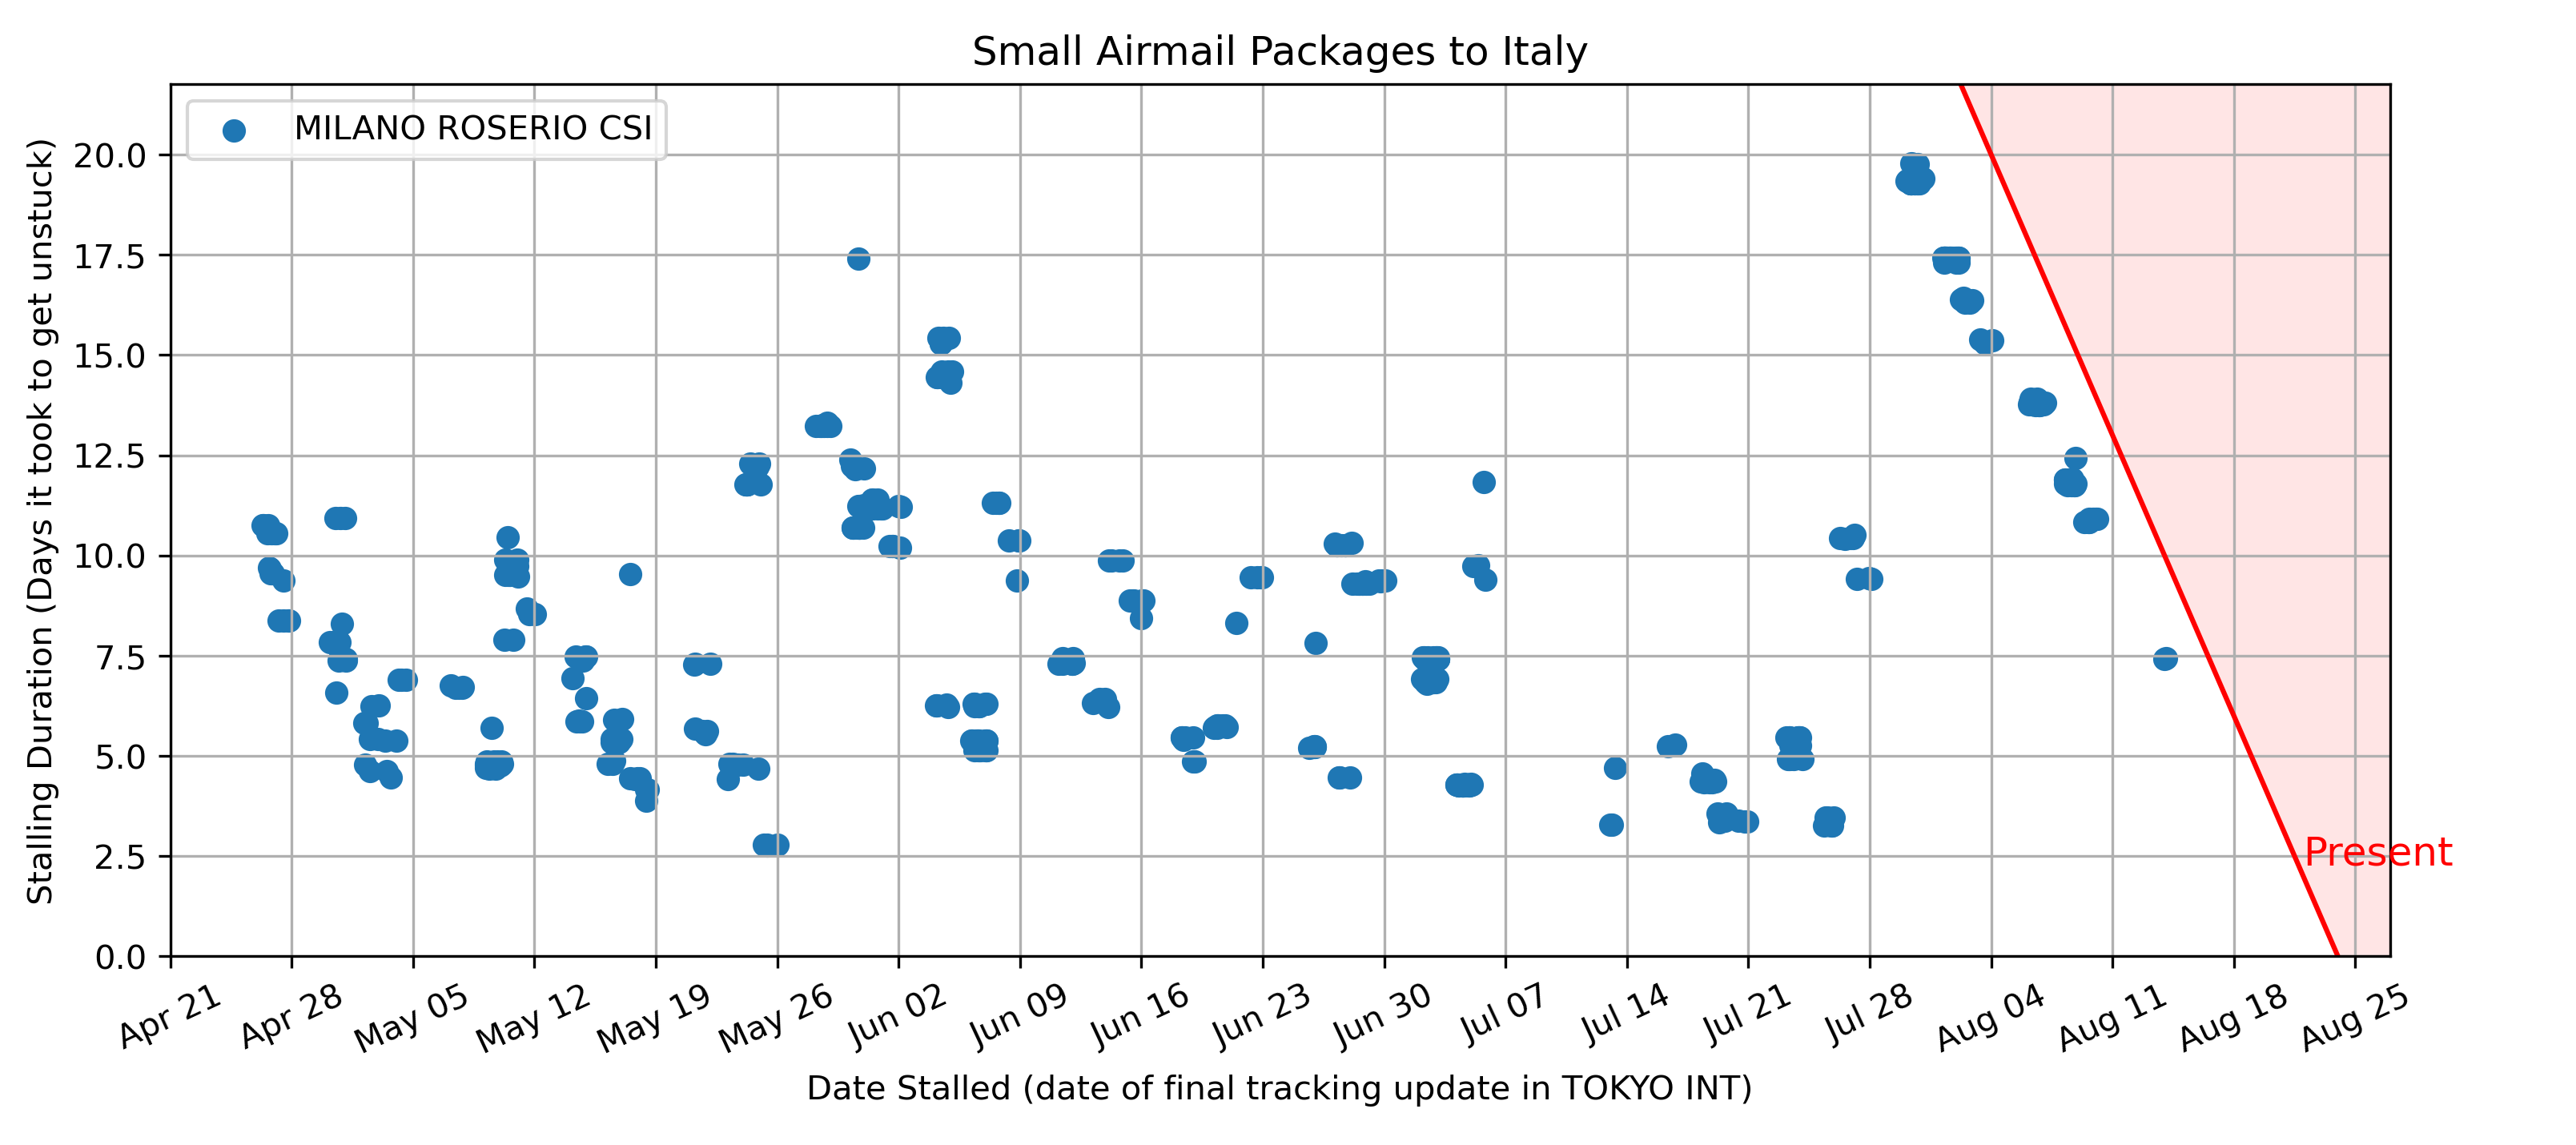 Small Airmail Packages to Italy
MILANO ROSERIO CSI
Stalling Duration (Days it took to get unstuck)
20.0
17.5
15.0
12.5
10.0
7.5
5.0
2.5
0.0
Present
Apr 21
Apr 28
May 05
May 12
May 19
May 26
Jun 02
Jun 09
Jun 16
Jun 23
Jun 30
Jul 07
Jul 14
Jul 21
Jul 28
Aug 04
Aug 11
Aug 18
Aug 25
Date Stalled (date of final tracking update in TOKYO INT)